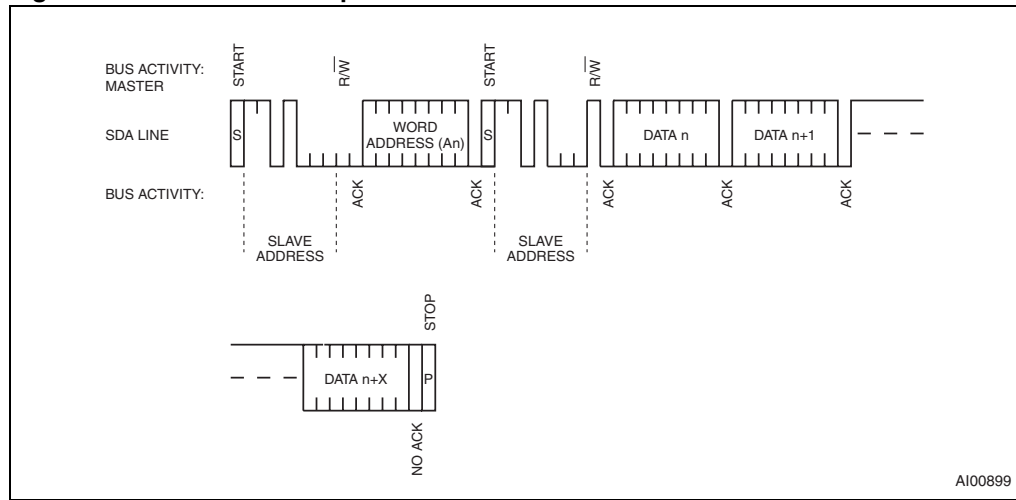 BUS ACTIVITY:
MASTER
START
R/W
START
R/W
SDA LINE
S
WORD
ADDRESS (An)
S
DATA n
DATA n+1
BUS ACTIVITY:
ACK
ACK
ACK
ACK
ACK
SLAVE
ADDRESS
SLAVE
ADDRESS
STOP
DATA n+X
P
NO ACK
AI00899